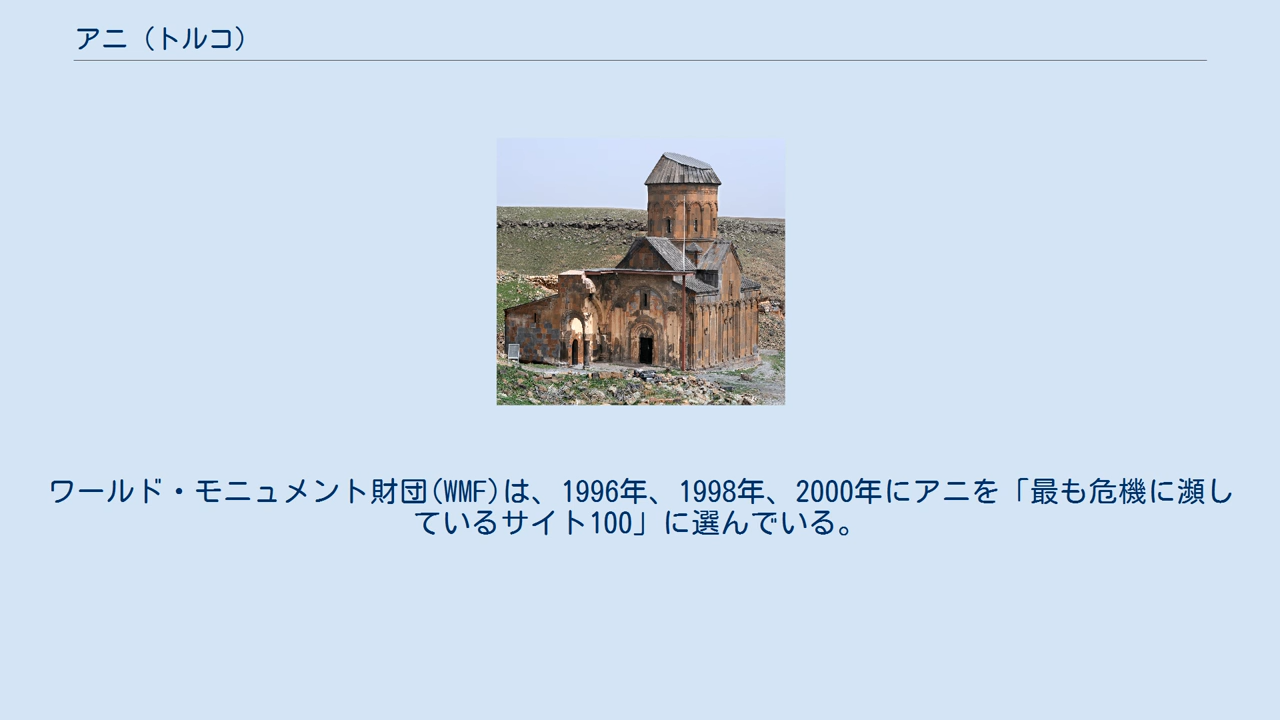 アニ（トルコ）
ワールド・モニュメント財団(WMF)は、1996年、1998年、2000年にアニを「最も危機に瀕し
ているサイト100」に選んでいる。